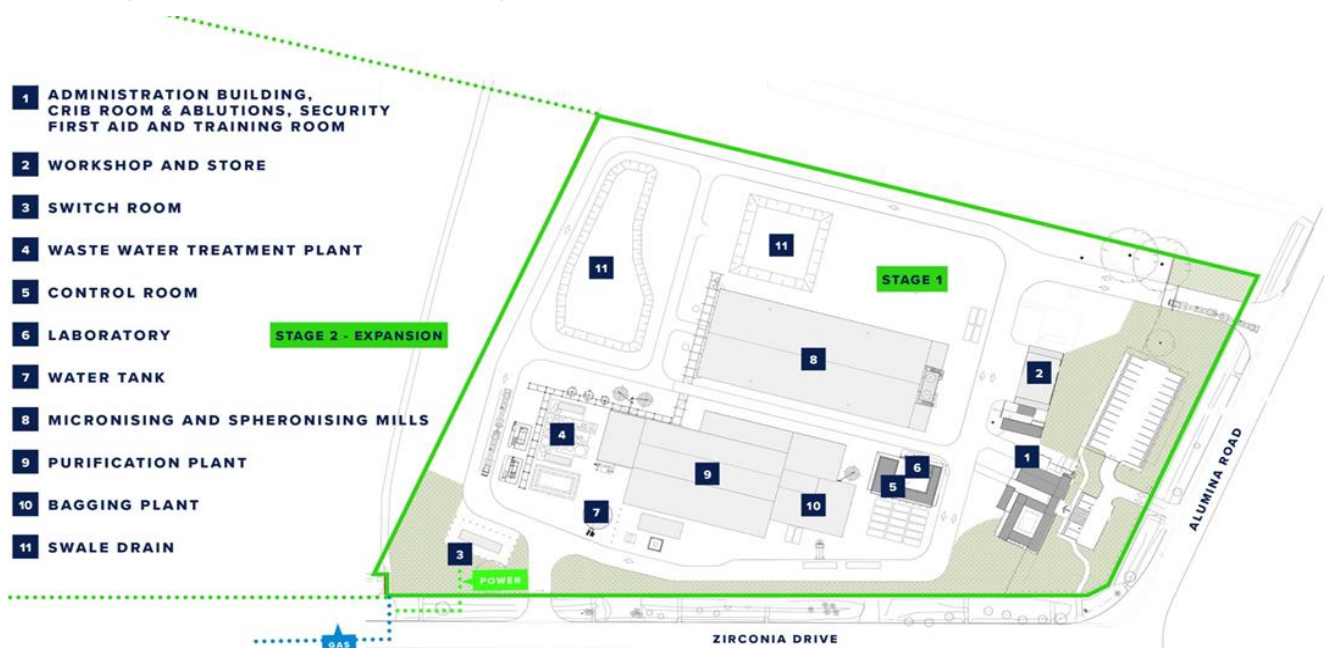 1 ADMINISTRATION BUILDING,
CRIB ROOM & ABLUTIONS, SECURITY
FIRST AID AND TRAINING ROOM
2 WORKSHOP AND STORE
3 SWITCH ROOM
4 WASTE WATER TREATMENT PLANT
5 CONTROL ROOM
6 LABORATORY
7 WATER TANK
8 MICRONISING AND SPHERONISING MILLS
9 PURIFICATION PLANT
10 BAGGING PLANT
11 SWALE DRAIN
STAGE 2 - EXPANSION
11
11
STAGE 1
8
2
4
9
6
5
1
10
7
3
POWER
GAS
ZIRCONIA DRIVE
ALUMINA ROAD